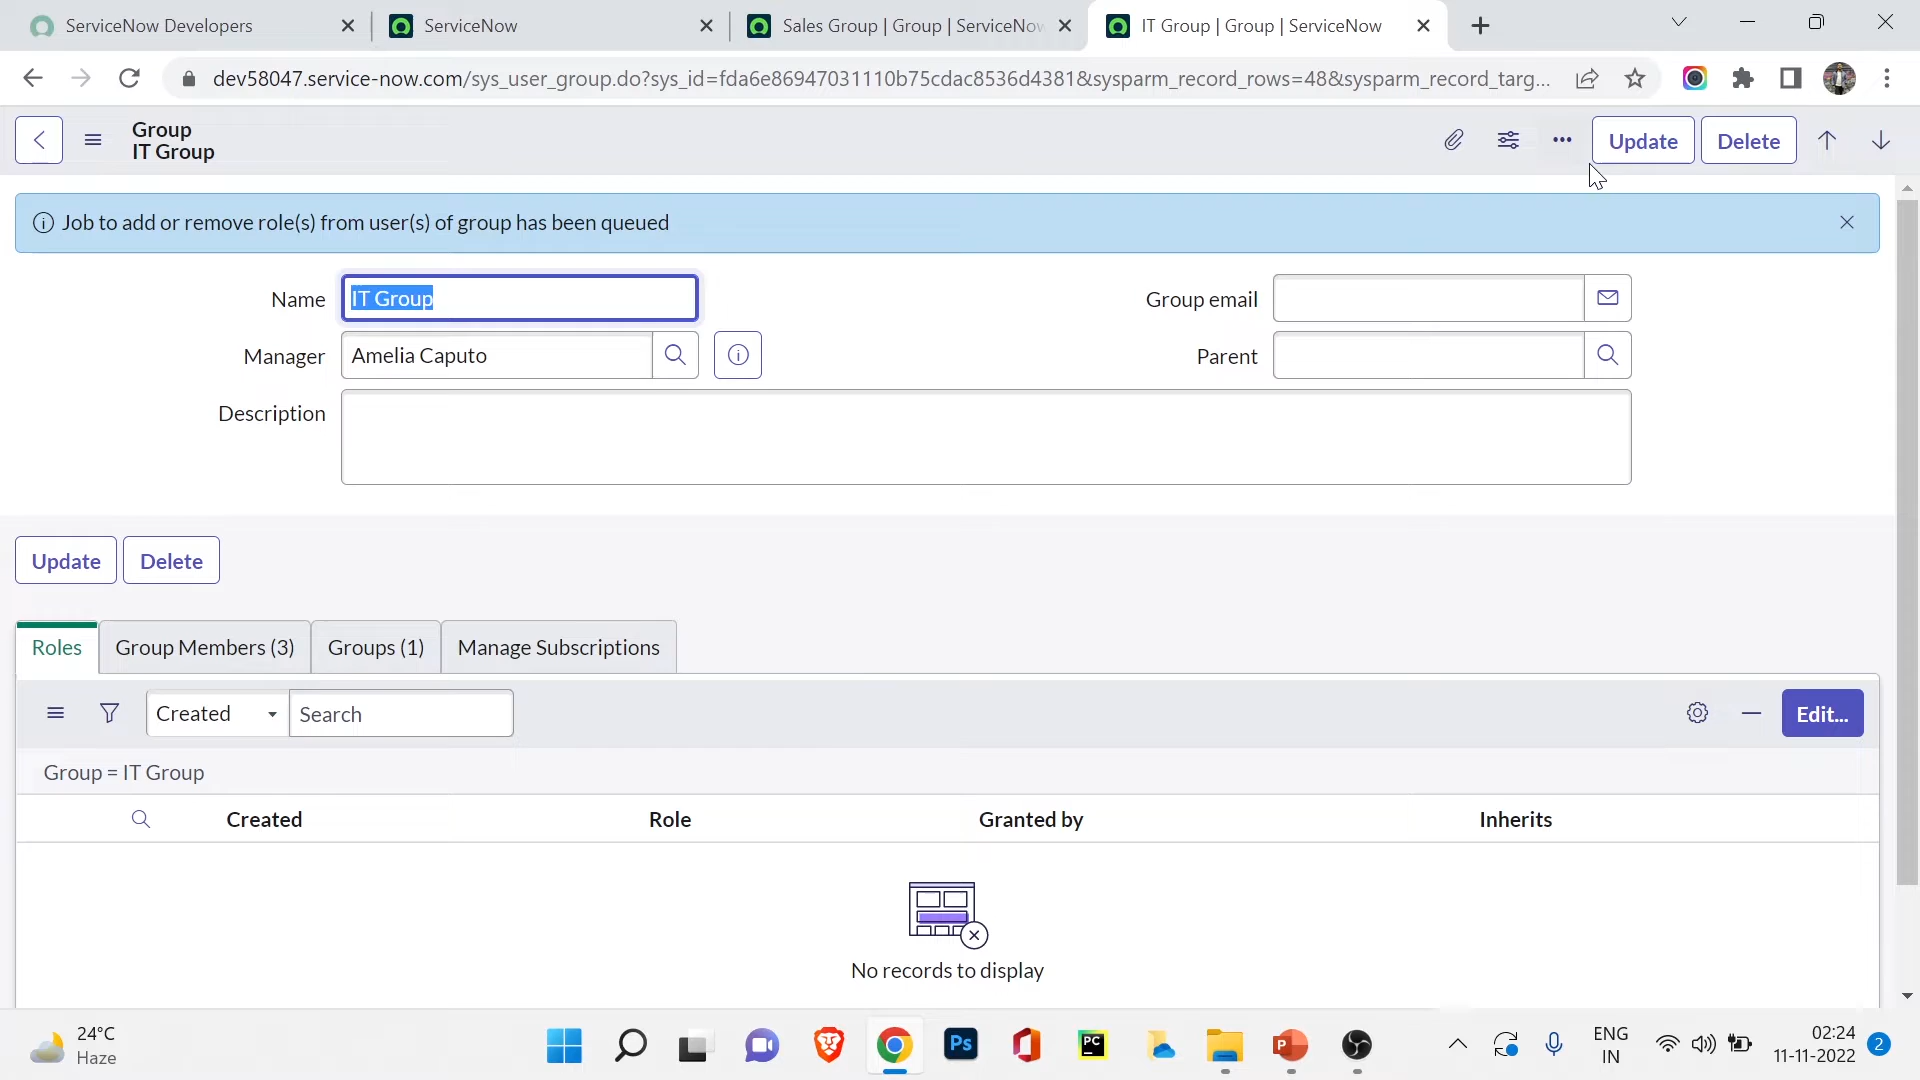 ServiceNow Developers
ServiceNow
Sales Group | Group | ServiceNow
IT Group | Group | ServiceNow
dev58047.service-now.com/sys_user_group.do?sys_id=fda6e86947031110b75cdac8536d4381&sysparm_record_rows=48&sysparm_record_targ...
Group
IT Group
Update
Delete
Job to add or remove role(s) from user(s) of group has been queued
Name
IT Group
Group email
Manager
Amelia Caputo
Parent
Description
Update
Delete
Roles
Group Members (3)
Groups (1)
Manage Subscriptions
Created
Search
Edit...
Group = IT Group
Created
Role
Granted by
Inherits
No records to display
24°C
Haze
Ps
PC
P
ENG
IN
02:24
11-11-2022
2